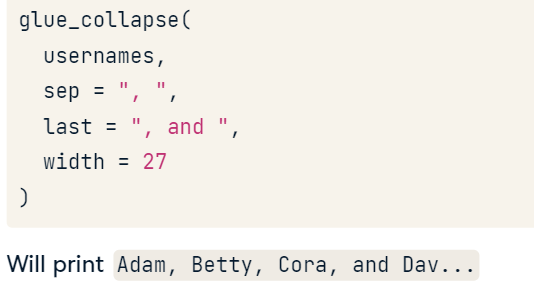 glue_collapse(
  usernames,
  sep = ", ",
  last = ", and ",
  width = 27
)
Will print Adam, Betty, Cora, and Dav...